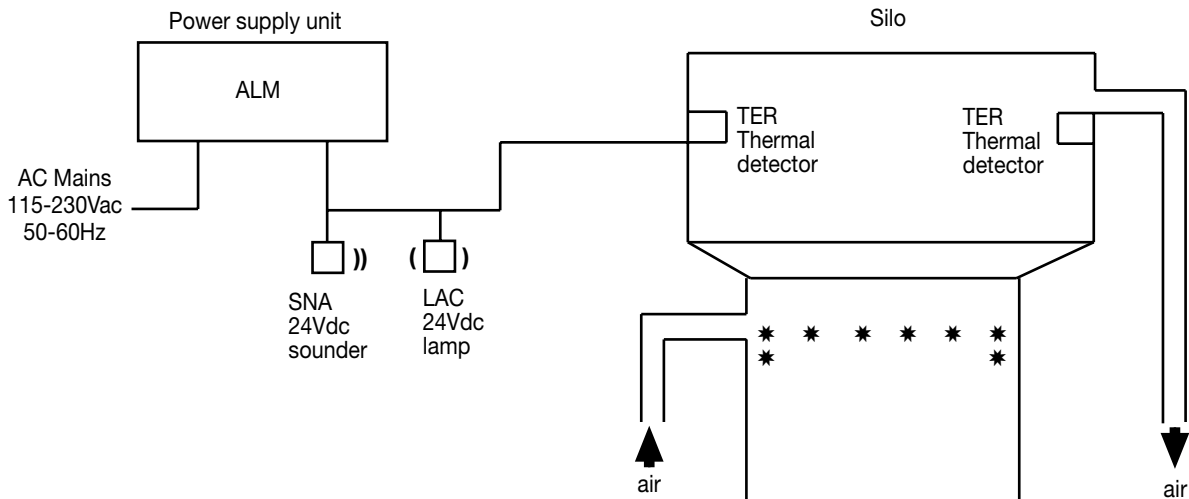 Power supply unit
ALM
AC Mains
115-230Vac
50-60Hz
SNA
24Vdc
sounder
LAC
24Vdc
lamp
Silo
TER
Thermal
detector
TER
Thermal
detector
air
air